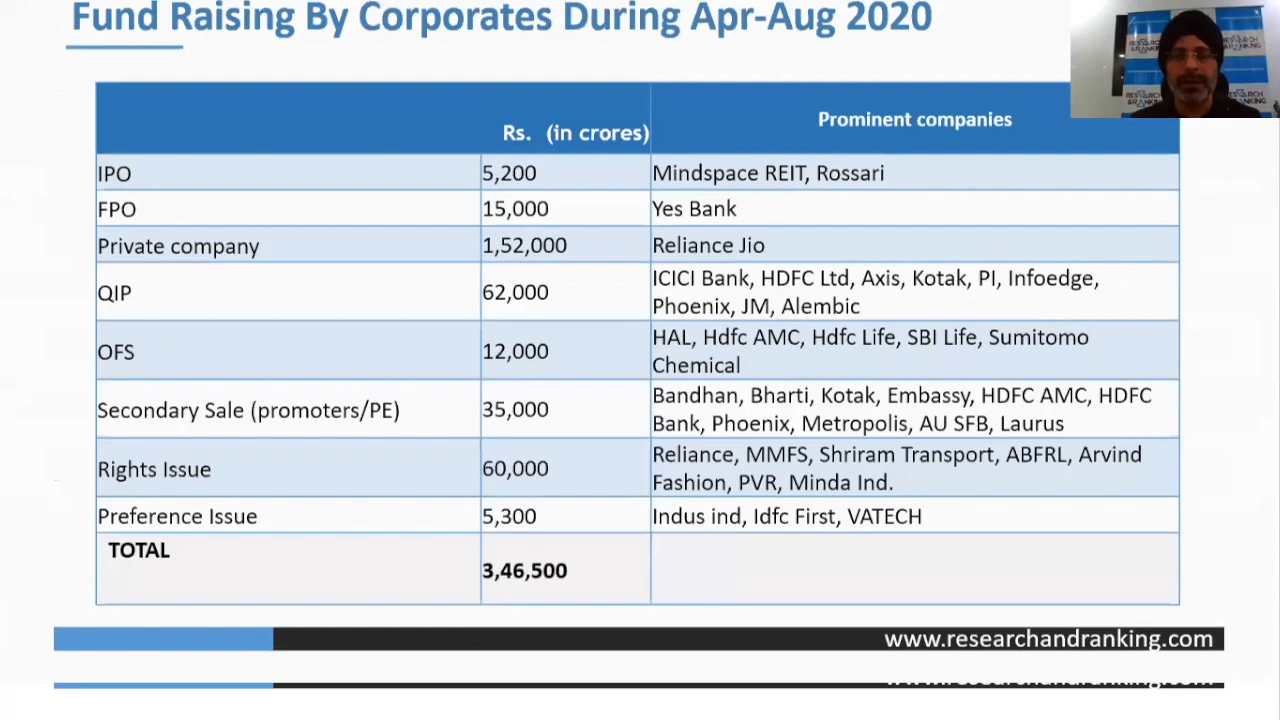 Fund Raising By Corporates During Apr-Aug 2020
Rs. (in crores)
Prominent companies
IPO
5,200
Mindspace REIT, Rossari
FPO
15,000
Yes Bank
Private company
1,52,000
Reliance Jio
QIP
62,000
ICICI Bank, HDFC Ltd, Axis, Kotak, PI, Infoedge,
Phoenix, JM, Alembic
OFS
12,000
HAL, Hdfc AMC, Hdfc Life, SBI Life, Sumitomo
Chemical
Secondary Sale (promoters/PE)
35,000
Bandhan, Bharti, Kotak, Embassy, HDFC AMC, HDFC
Bank, Phoenix, Metropolis, AU SFB, Laurus
Rights Issue
60,000
Reliance, MMFS, Shriram Transport, ABFRL, Arvind
Fashion, PVR, Minda Ind.
Preference Issue
5,300
Indus ind, Idfc First, VATECH
TOTAL
3,46,500
www.researchandranking.com